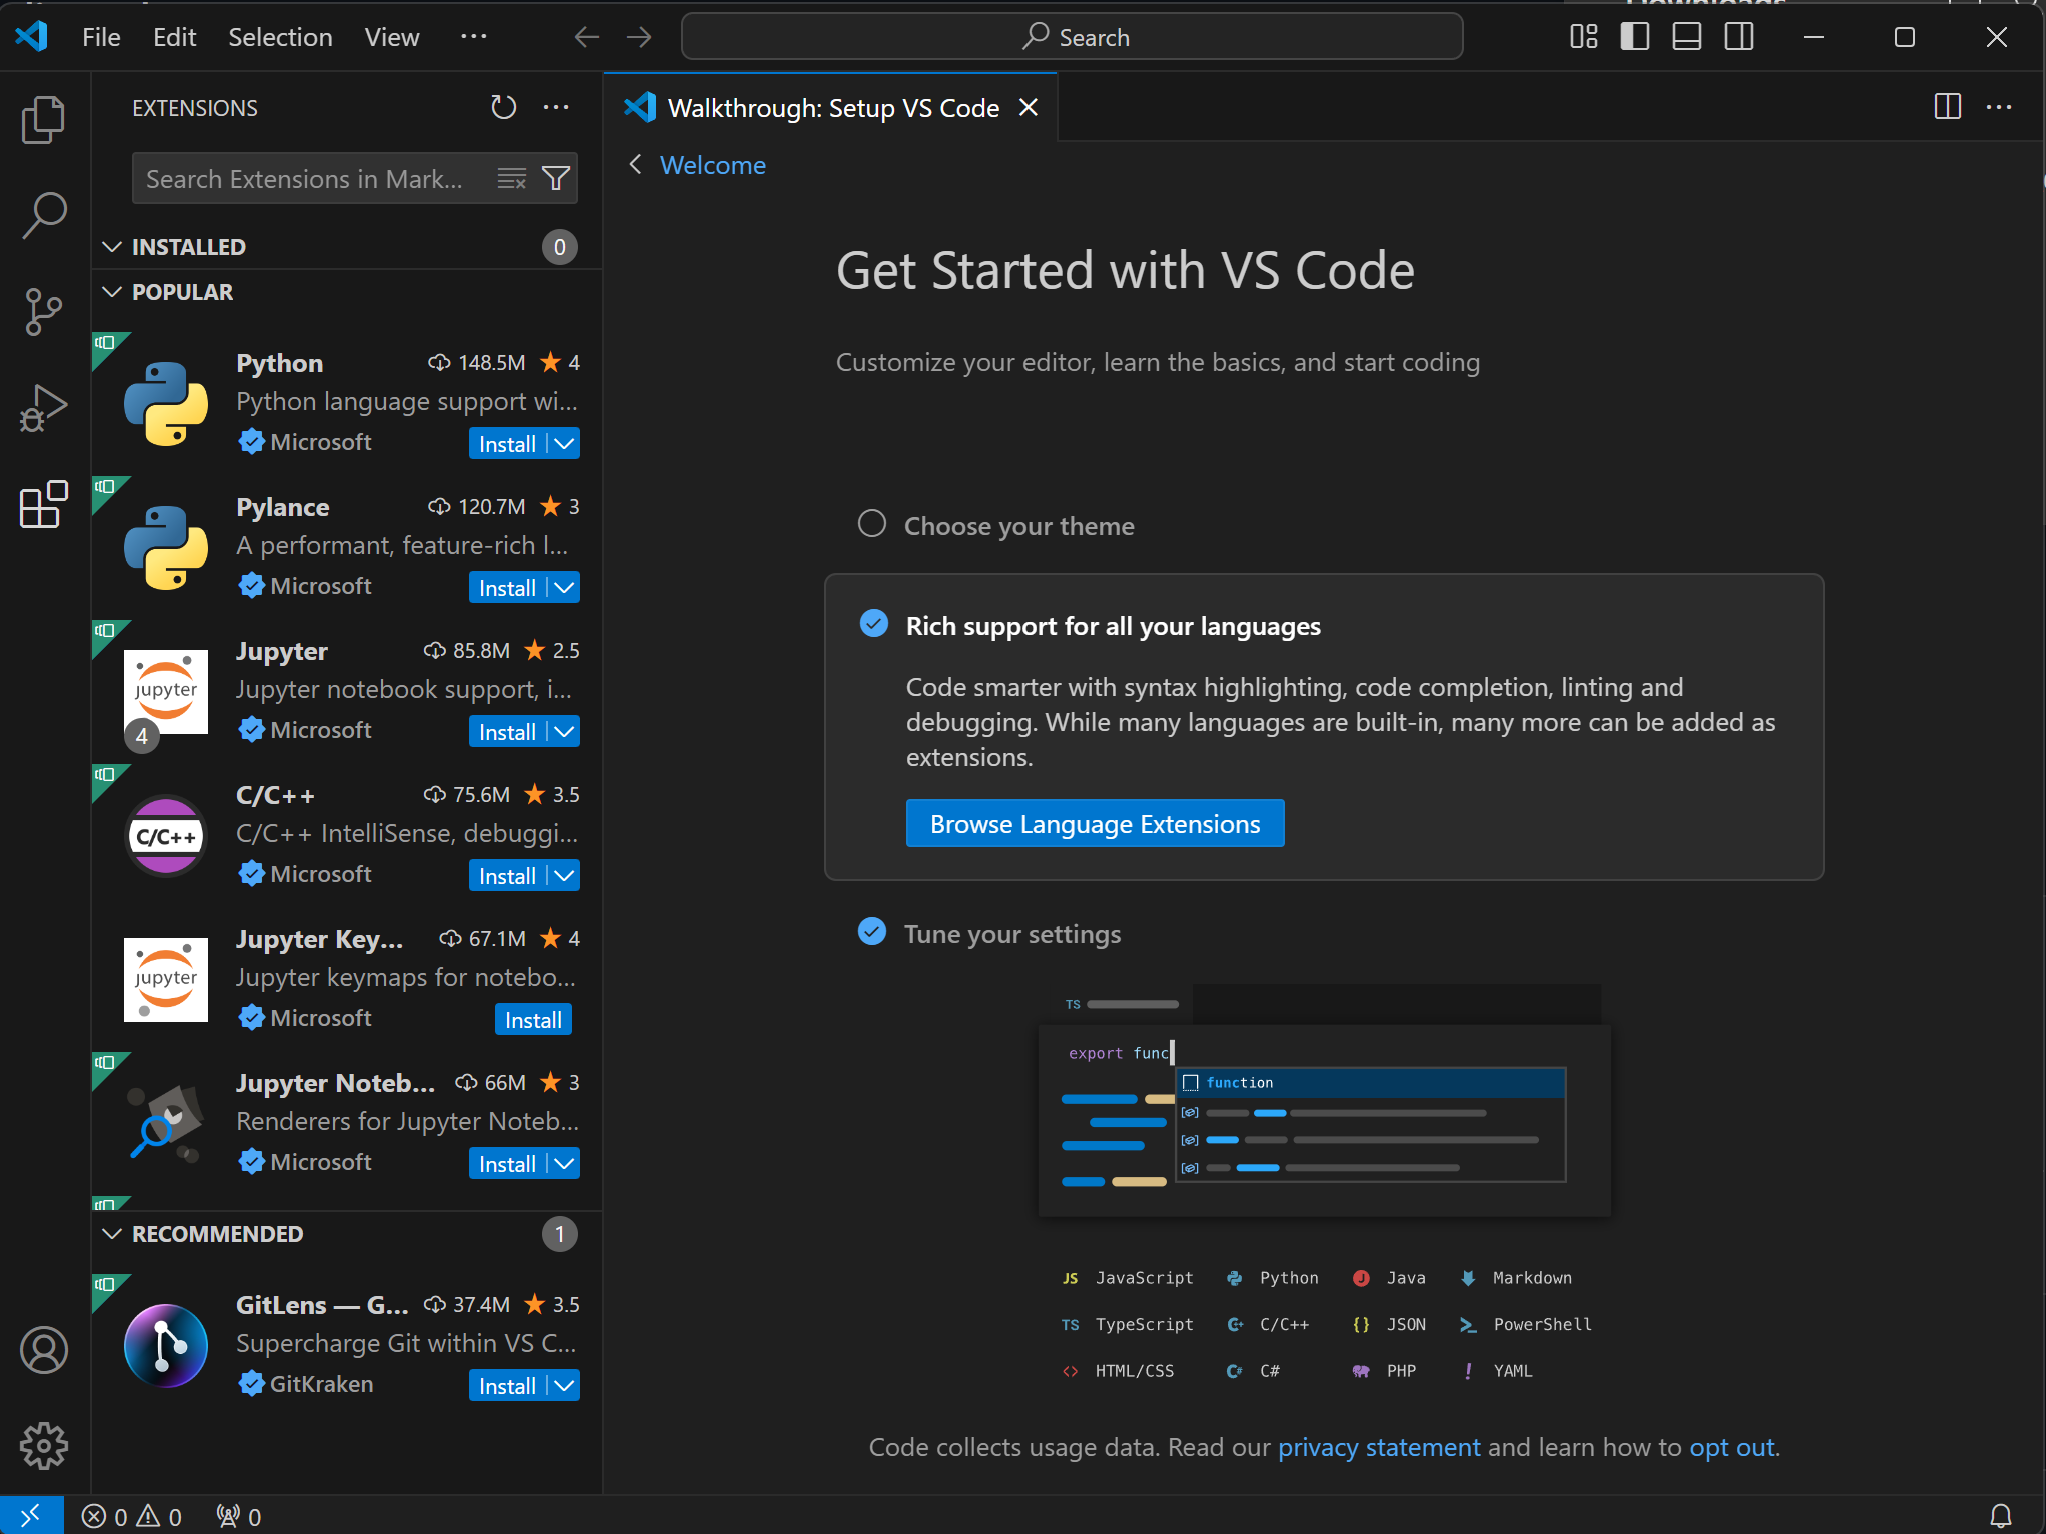 File Edit Selection View ··· Search
EXTENSIONS
Search Extensions in Mark...
INSTALLED 0
POPULAR
Python 148.5M 4
Python language support wi...
Microsoft Install
Pylance 120.7M 3
A performant, feature-rich l...
Microsoft Install
Jupyter 85.8M 2.5
Jupyter notebook support, i...
Microsoft Install
jupyter
4
C/C++ 75.6M 3.5
C/C++ IntelliSense, debuggi...
Microsoft Install
C/C++
Jupyter Key... 67.1M 4
Jupyter keymaps for notebo...
Microsoft Install
jupyter
Jupyter Noteb... 66M 3
Renderers for Jupyter Noteb...
Microsoft Install
RECOMMENDED 1
GitLens — G... 37.4M 3.5
Supercharge Git within VS C...
GitKraken Install
Walkthrough: Setup VS Code
Welcome
Get Started with VS Code
Customize your editor, learn the basics, and start coding
Choose your theme
Rich support for all your languages
Code smarter with syntax highlighting, code completion, linting and
debugging. While many languages are built-in, many more can be added as
extensions.
Browse Language Extensions
Tune your settings
TS
export func
function
JS JavaScript Python J Java Markdown
TS TypeScript C/C++ {} JSON PowerShell
<> HTML/CSS C# PHP ! YAML
Code collects usage data. Read our privacy statement and learn how to opt out.
0 0 0